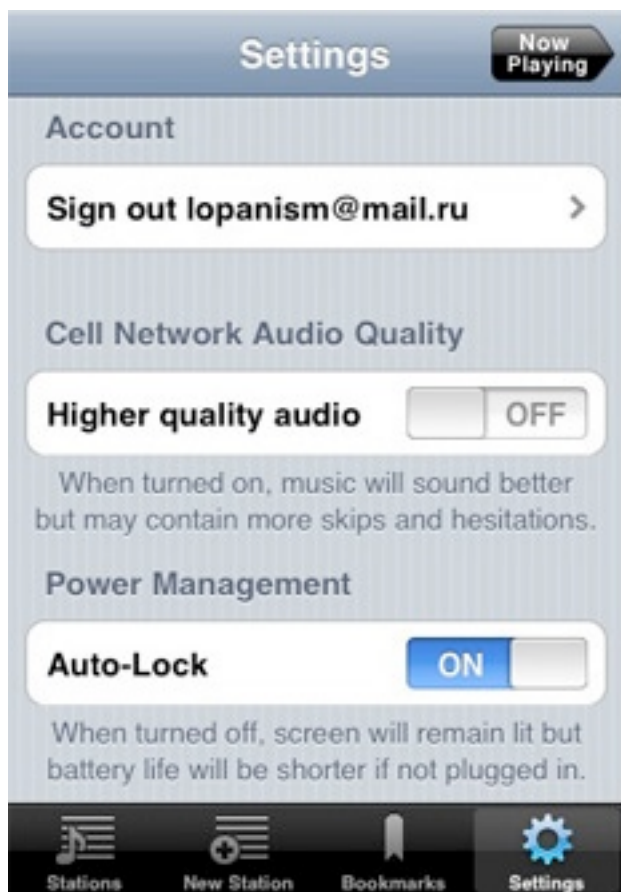 Settings
Now
Playing
Account
Sign out lopanism@mail.ru
Cell Network Audio Quality
Higher quality audio OFF
When turned on, music will sound better
but may contain more skips and hesitations.
Power Management
Auto-Lock ON
When turned off, screen will remain lit but
battery life will be shorter if not plugged in.
Stations New Station Bookmarks Settings